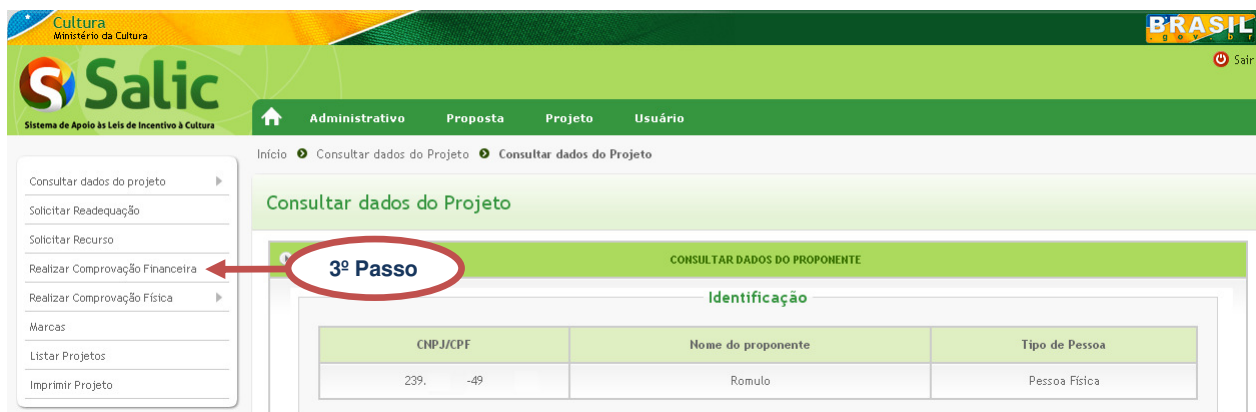 Cultura
Ministério da Cultura
BRASIL
. g o v . b r
Salic
Sistema de Apoio às Leis de Incentivo à Cultura
Sair
Administrativo Proposta Projeto Usuário
Início Consultar dados do Projeto Consultar dados do Projeto
Consultar dados do projeto
Solicitar Readequação
Solicitar Recurso
Realizar Comprovação Financeira
Realizar Comprovação Física
Marcas
Listar Projetos
Imprimir Projeto
Consultar dados do Projeto
3º Passo
CONSULTAR DADOS DO PROPONENTE
Identificação
CNPJ/CPF Nome do proponente Tipo de Pessoa
239. -49 Romulo Pessoa Física